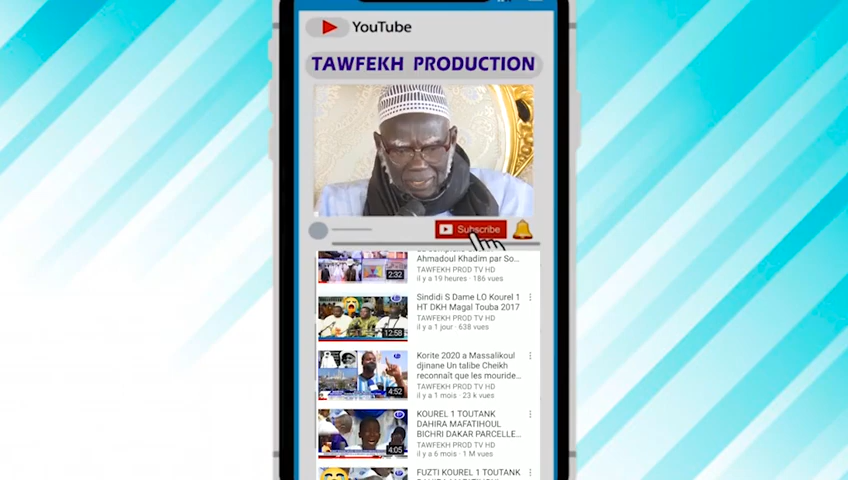 YouTube
TAWFEKH PRODUCTION
Subscribe
Ahmadoul Khadim par So...
TAWFEKH PROD TV HD
il y a 19 heures · 186 vues
2:32
Sindidi S Dame LO Kourel 1
HT DKH Magal Touba 2017
TAWFEKH PROD TV HD
il y a 1 jour · 638 vues
12:58
Korite 2020 a Massalikoul
djinane Un talibe Cheikh
reconnaît que les mouride...
TAWFEKH PROD TV HD
il y a 1 mois · 23 k vues
4:52
KOUREL 1 TOUTANK
DAHIRA MAFATIHOUL
BICHRI DAKAR PARCELLE...
TAWFEKH PROD TV HD
il y a 6 mois · 1 M vues
4:05
FUZTI KOUREL 1 TOUTANK